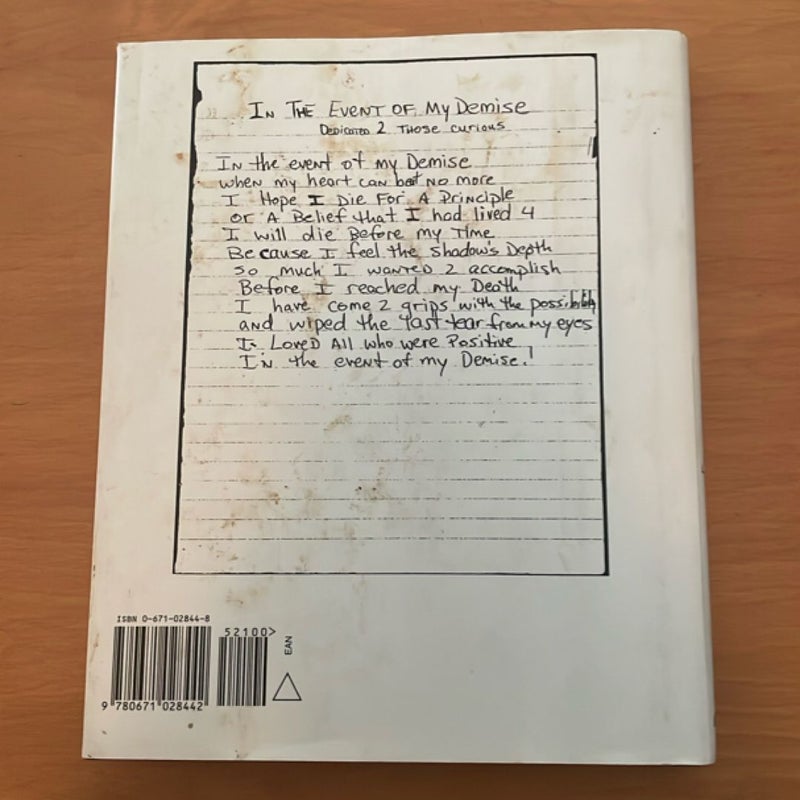 IN THE EVENT OF My Demise
Dedicated 2 Those curious
IN the event of my Demise
when my heart can beat NO more
I Hope I Die For A Principle
or A Belief that I had lived 4
I will die Before my Time
Because I feel the shadow's Depth
so much I wanted 2 accomplish
Before I reached my Death
I have come 2 grips with the possibility
and wiped the last tear from my eyes
I Loved All who were Positive
In the event of my Demise!
ISBN 0-671-02844-8
52100>
EAN
9 780671 028442